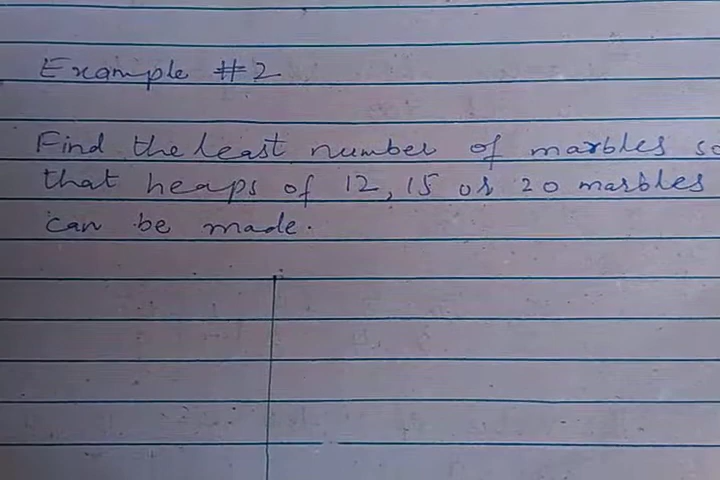 Example #2
Find the least number of marbles so
that heaps of 12, 15 or 20 marbles
can be made.